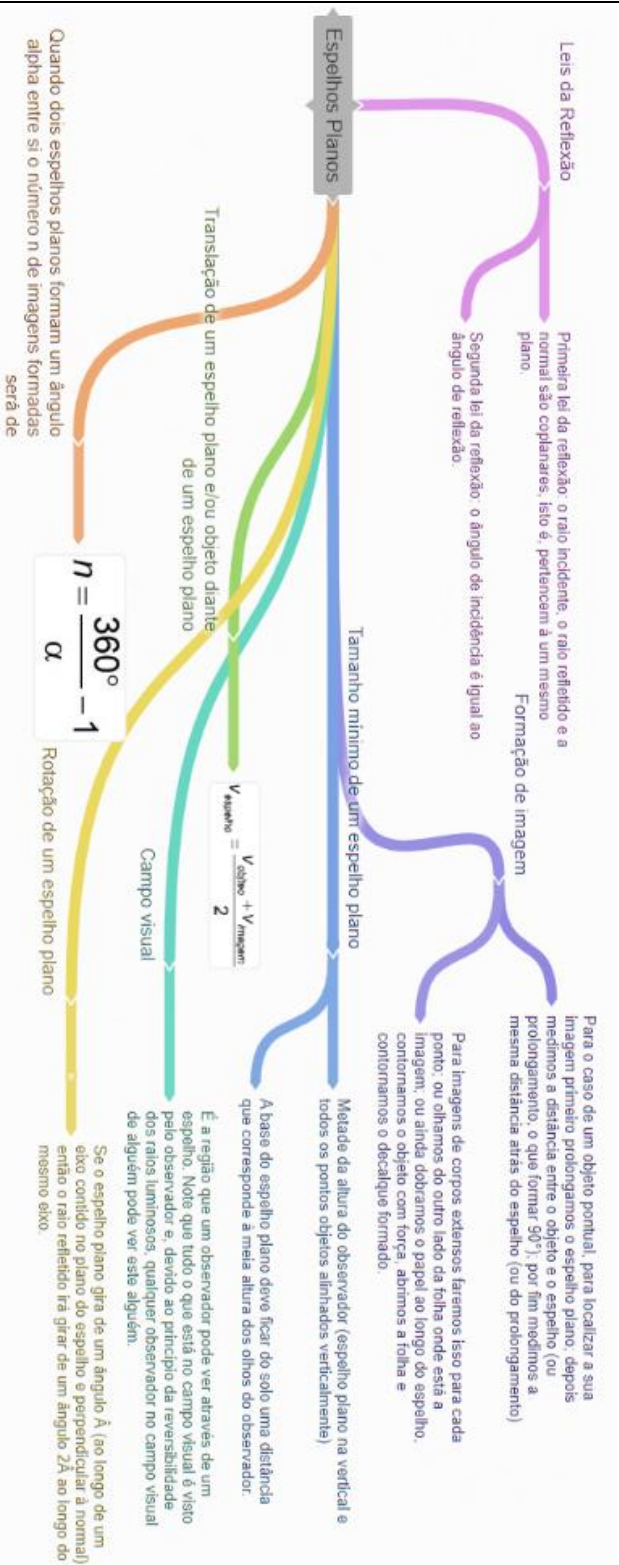 Espelhos Planos
Leis da Reflexão
Primeira lei da reflexão: o raio incidente, o raio refletido e a
normal são coplanares, isto é, pertencem à um mesmo
plano.
Segunda lei da reflexão: o ângulo de incidência é igual ao
ângulo de reflexão.
Formação de imagem
Para o caso de um objeto pontual, para localizar a sua
imagem primeiro prolongamos o espelho plano, depois
medimos a distância entre o objeto e o espelho (ou
prolongamento, o que formar 90°), por fim medimos a
mesma distância atrás do espelho (ou do prolongamento)
Para imagens de corpos extensos faremos isso para cada
ponto; ou olhamos do outro lado da folha onde está a
imagem; ou ainda dobramos o papel ao longo do espelho,
contornamos o objeto com força, abrimos a folha e
contornamos o decalque formado.
Tamanho mínimo de um espelho plano
Metade da altura do observador (espelho plano na vertical e
todos os pontos objetos alinhados verticalmente)
A base do espelho plano deve ficar do solo uma distância
que corresponde à meia altura dos olhos do observador.
Translação de um espelho plano e/ou objeto diante
de um espelho plano
V espelho = V objteo + V imagem / 2
Campo visual
É a região que um observador pode ver através de um
espelho. Note que tudo o que está no campo visual é visto
pelo observador e, devido ao princípio da reversibilidade
dos raios luminosos, qualquer observador no campo visual
de alguém pode ver este alguém.
Rotação de um espelho plano
Se o espelho plano gira de um ângulo Â (ao longo de um
eixo contido no plano do espelho e perpendicular à normal)
então o raio refletido irá girar de um ângulo 2Â ao longo do
mesmo eixo.
Quando dois espelhos planos formam um ângulo
alpha entre si o número n de imagens formadas
será de
n = 360° / α − 1